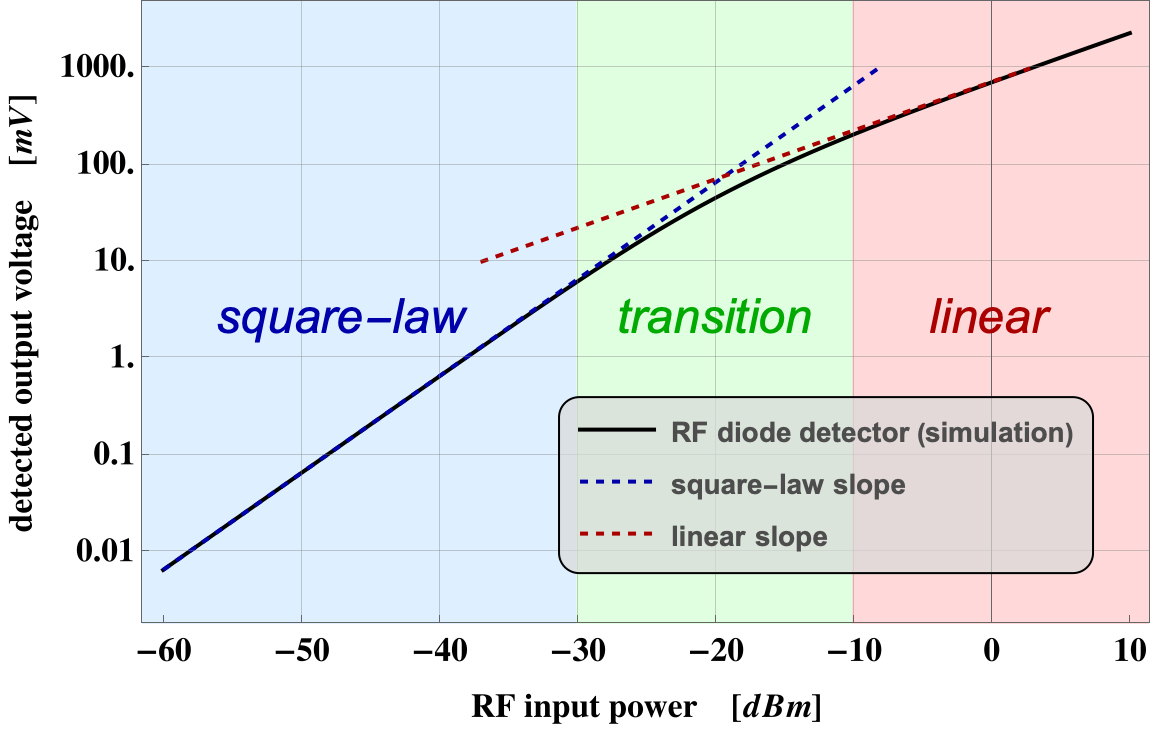 detected output voltage [mV]
1000.
100.
10.
1.
0.1
0.01
square–law
transition
linear
RF diode detector (simulation)
square–law slope
linear slope
−60 −50 −40 −30 −20 −10 0 10
RF input power [dBm]